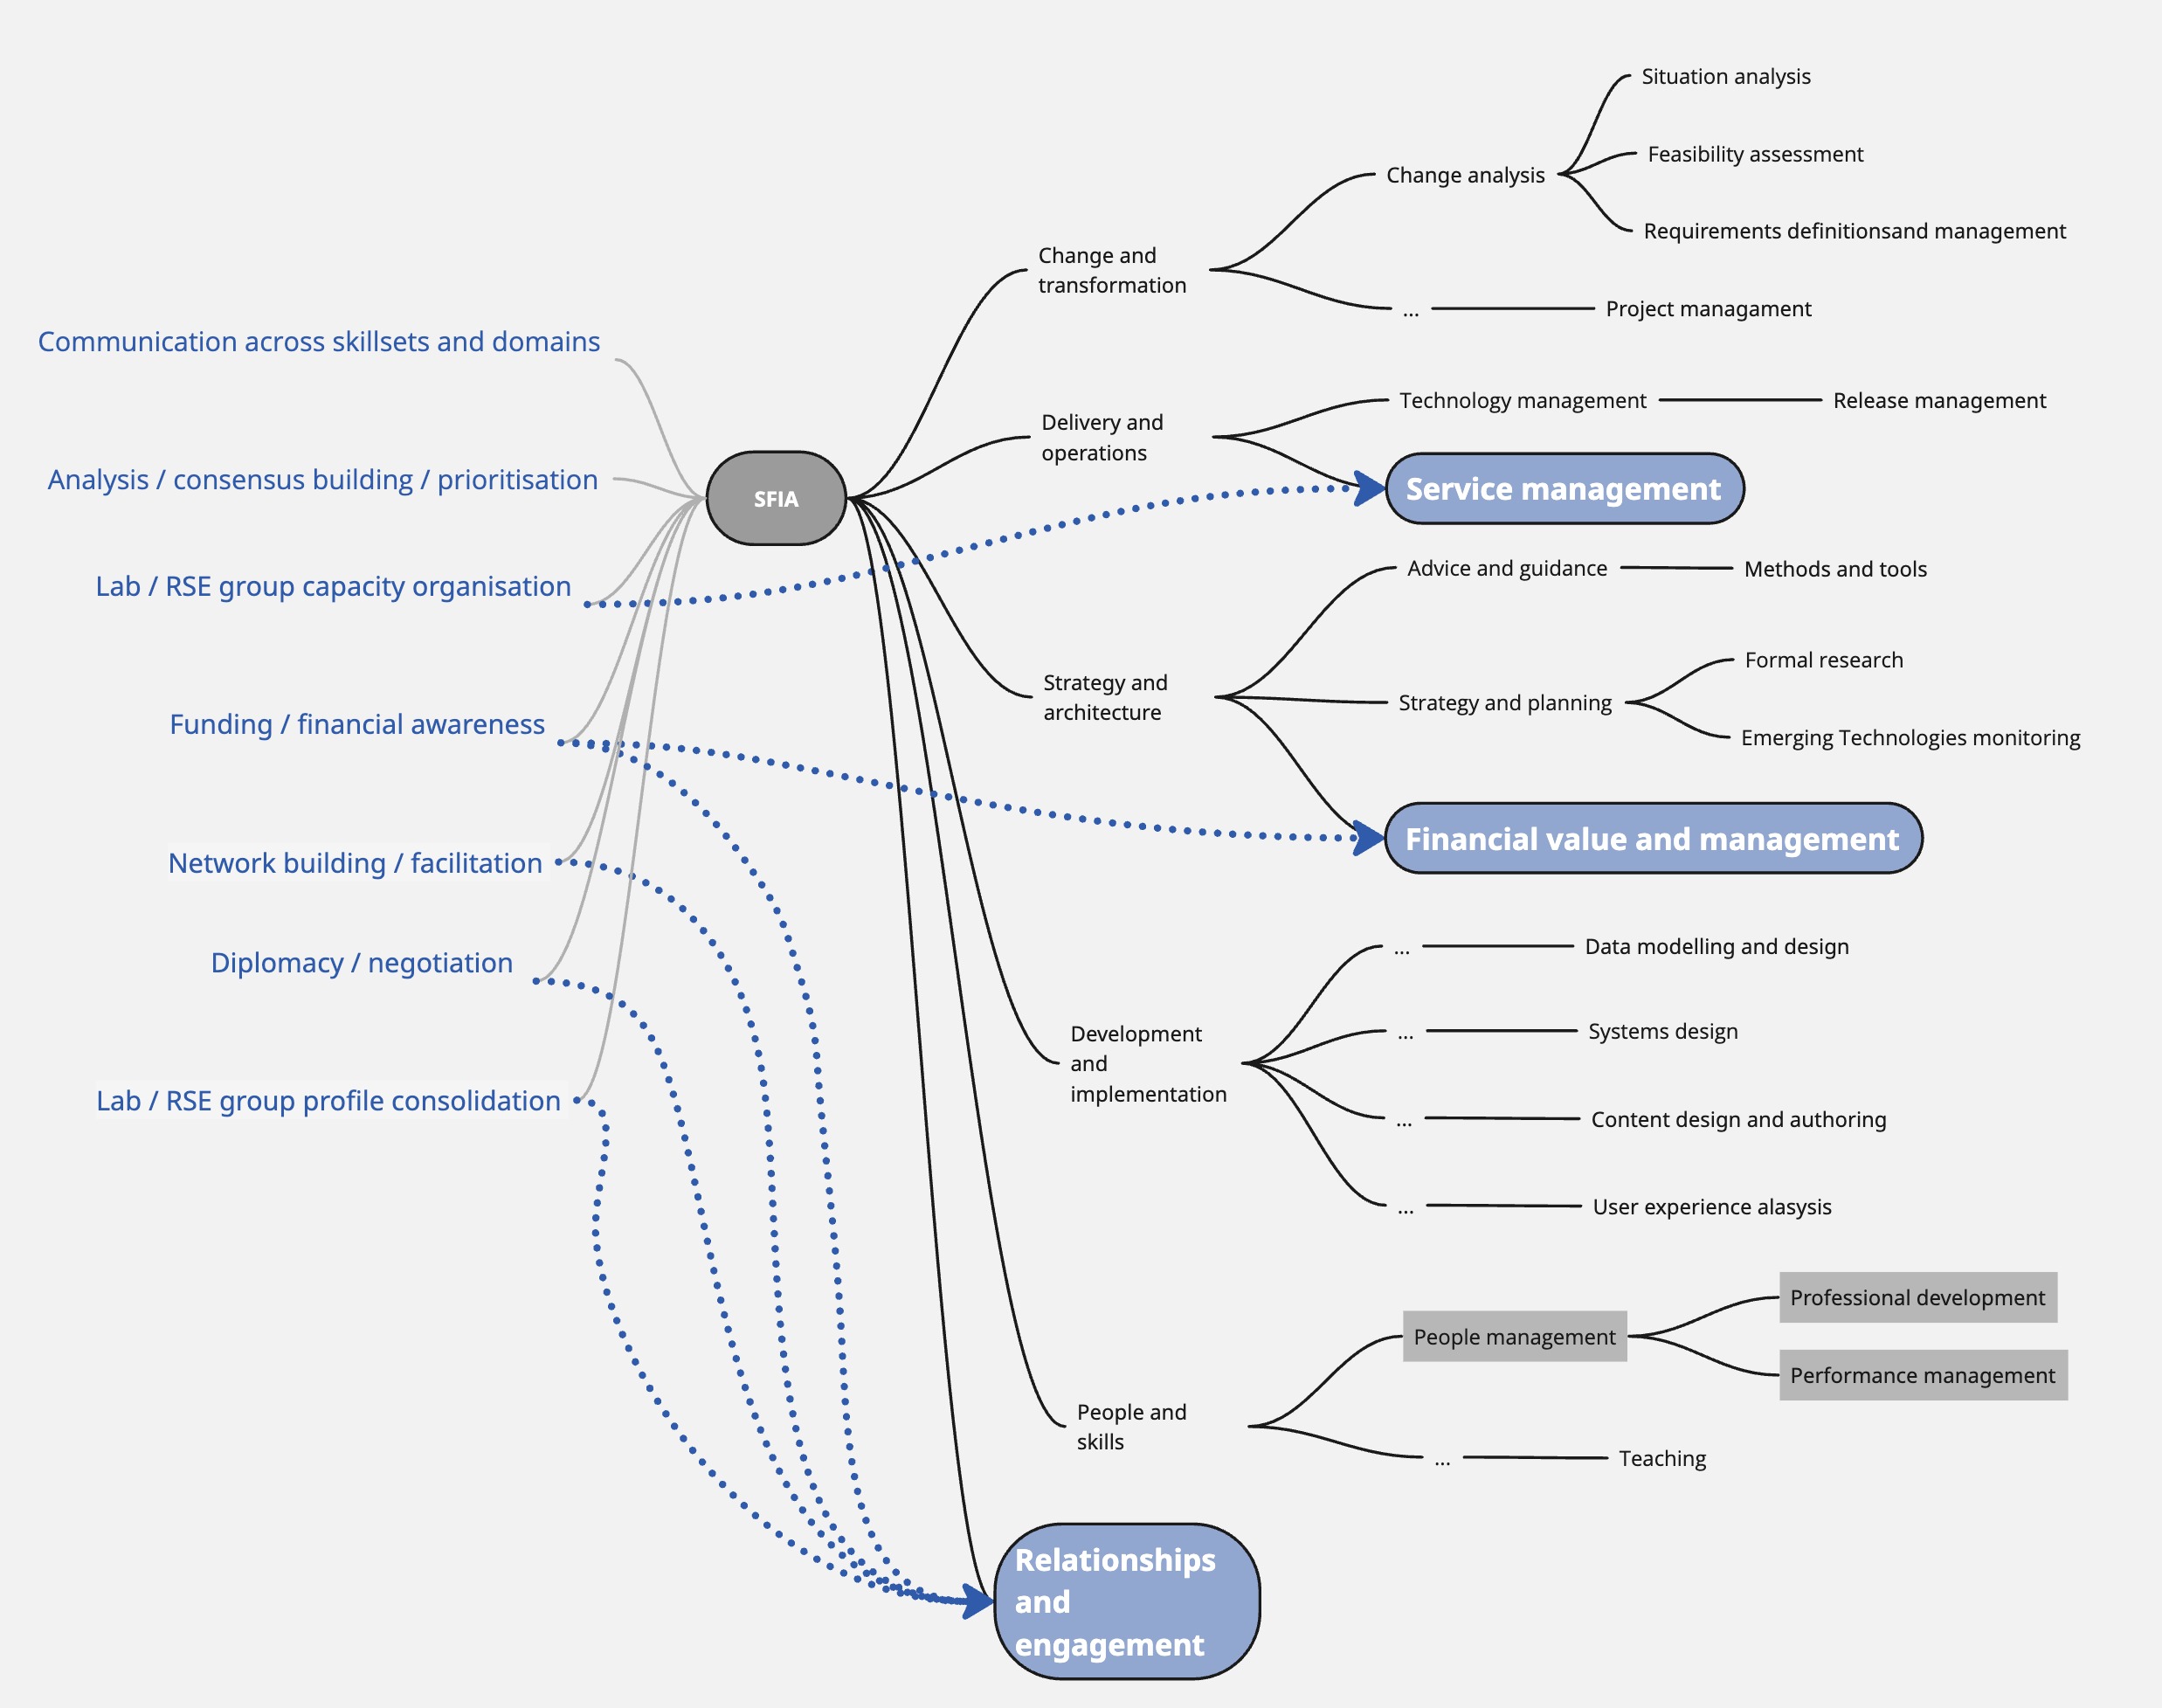 Communication across skillsets and domains
Analysis / consensus building / prioritisation
Lab / RSE group capacity organisation
Funding / financial awareness
Network building / facilitation
Diplomacy / negotiation
Lab / RSE group profile consolidation
SFIA
Change and
transformation
Change analysis
Situation analysis
Feasibility assessment
Requirements definitionsand management
...
Project managament
Delivery and
operations
Technology management
Release management
Service management
Strategy and
architecture
Advice and guidance
Methods and tools
Strategy and planning
Formal research
Emerging Technologies monitoring
Financial value and management
Development
and
implementation
...
Data modelling and design
...
Systems design
...
Content design and authoring
...
User experience alasysis
People and
skills
People management
Professional development
Performance management
...
Teaching
Relationships
and
engagement